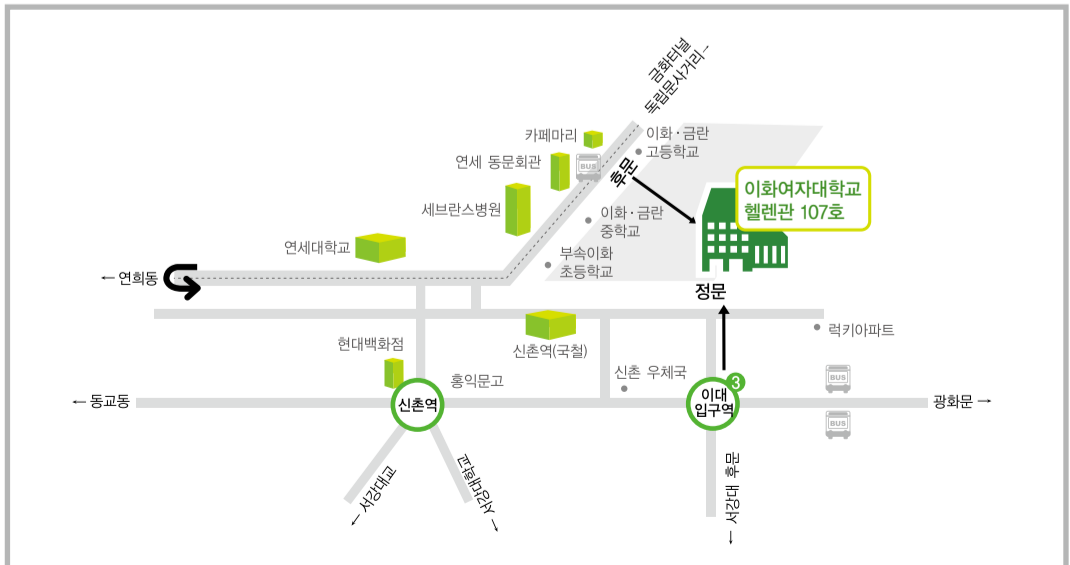 금화터널
독립문사거리→
카페마리
이화·금란
고등학교
연세 동문회관
BUS
후문
이화여자대학교
헬렌관 107호
세브란스병원
이화·금란
중학교
연세대학교
부속이화
초등학교
← 연희동
정문
럭키아파트
현대백화점
신촌역(국철)
홍익문고
신촌 우체국
BUS
3
← 동교동
신촌역
이대
입구역
광화문 →
BUS
← 서강대교
← 서강대 후문